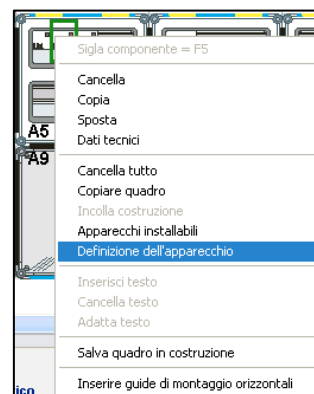 Sigla componente = F5
Cancella
Copia
Sposta
Dati tecnici
A5
A9
Cancella tutto
Copiare quadro
Incolla costruzione
Apparecchi installabili
Definizione dell'apparecchio
Inserisci testo
Cancella testo
Adatta testo
Salva quadro in costruzione
Inserire guide di montaggio orizzontali
ico